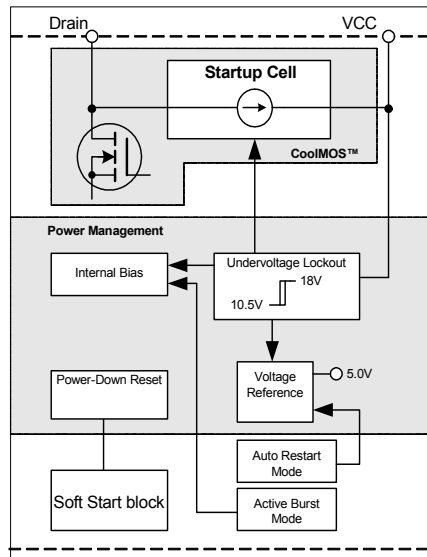 Drain VCC
Startup Cell
CoolMOS™
Power Management
Internal Bias
Undervoltage Lockout
18V
10.5V
Power-Down Reset
Voltage
Reference
5.0V
Auto Restart
Mode
Soft Start block
Active Burst
Mode